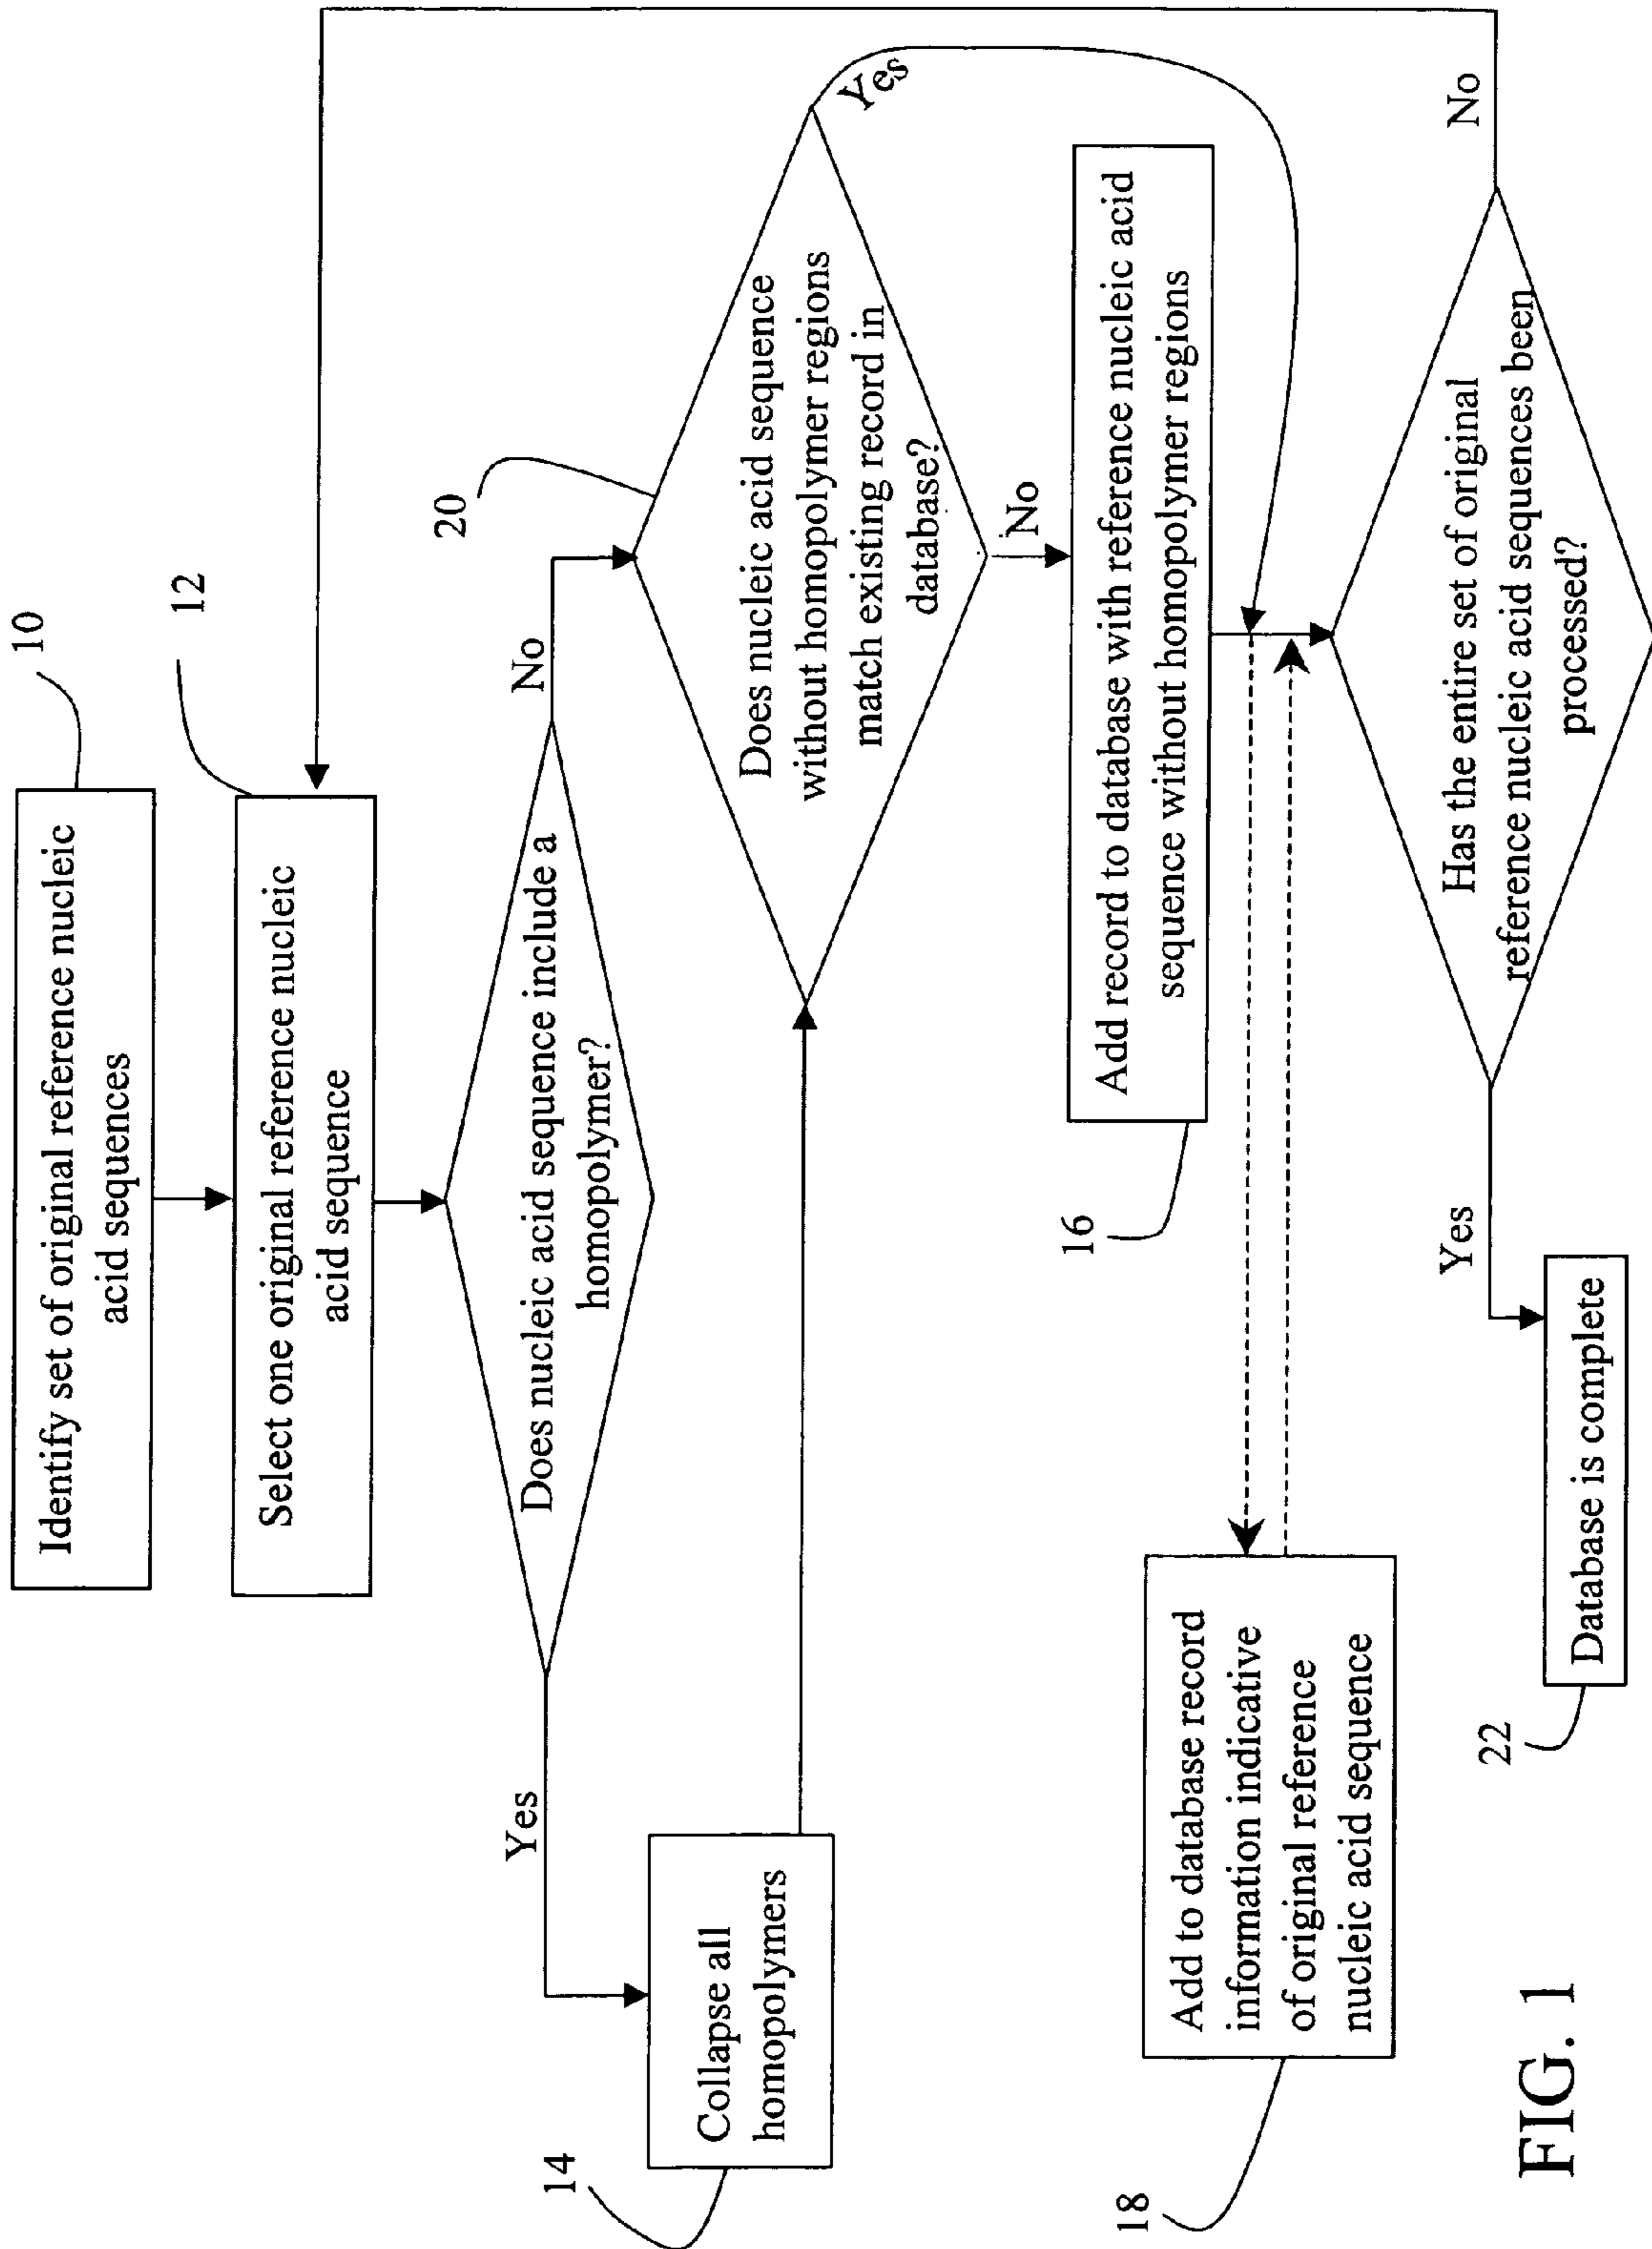 10
Identify set of original reference nucleic
acid sequences
12
Select one original reference nucleic
acid sequence
Does nucleic acid sequence include a
homopolymer?
Yes
No
14
Collapse all
homopolymers
20
Does nucleic acid sequence
without homopolymer regions
match existing record in
database?
Yes
No
16
Add record to database with reference nucleic acid
sequence without homopolymer regions
18
Add to database record
information indicative
of original reference
nucleic acid sequence
Has the entire set of original
reference nucleic acid sequences been
processed?
Yes
No
22
Database is complete
FIG. 1